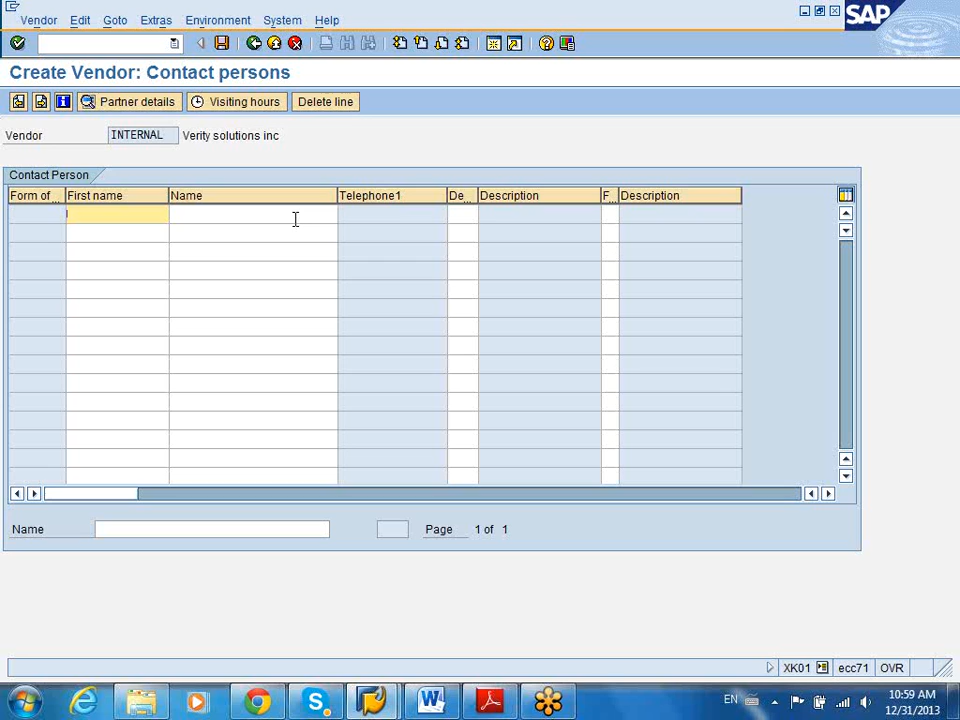 Vendor Edit Goto Extras Environment System Help
SAP
Create Vendor: Contact persons
Partner details Visiting hours Delete line
Vendor INTERNAL Verity solutions inc
Contact Person
Form of ... First name Name Telephone1 De... Description F... Description
Name Page 1 of 1
XK01 ecc71 OVR
EN 10:59 AM
12/31/2013